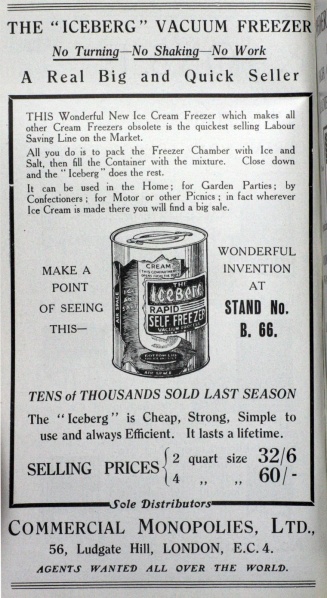 THE "ICEBERG" VACUUM FREEZER
No Turning—No Shaking—No Work
A Real Big and Quick Seller
THIS Wonderful New Ice Cream Freezer which makes all
other Cream Freezers obsolete is the quickest selling Labour
Saving Line on the Market.
All you do is to pack the Freezer Chamber with Ice and
Salt, then fill the Container with the mixture. Close down
and the "Iceberg" does the rest.
It can be used in the Home; for Garden Parties; by
Confectioners; for Motor or other Picnics; in fact wherever
Ice Cream is made there you will find a big sale.
MAKE A
POINT
OF SEEING
THIS—
CREAM
THE
Iceberg
RAPID
SELF FREEZER
AIR SPACE
WONDERFUL
INVENTION
AT
STAND No.
B. 66.
TENS of THOUSANDS SOLD LAST SEASON
The "Iceberg" is Cheap, Strong, Simple to
use and always Efficient. It lasts a lifetime.
SELLING PRICES { 2 quart size 32/6
4 ,, ,, 60/-
Sole Distributors
COMMERCIAL MONOPOLIES, LTD.,
56, Ludgate Hill, LONDON, E.C. 4.
AGENTS WANTED ALL OVER THE WORLD.